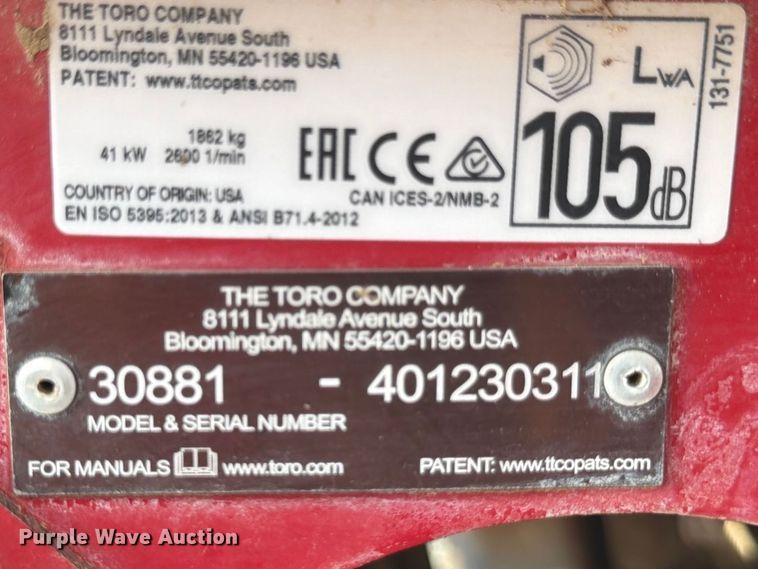 THE TORO COMPANY
8111 Lyndale Avenue South
Bloomington, MN 55420-1196 USA
PATENT: www.ttcopats.com
1862 kg
41 kW 2600 1/min
EAC CE
COUNTRY OF ORIGIN: USA
CAN ICES-2/NMB-2
EN ISO 5395:2013 & ANSI B71.4-2012
LWA
105dB
131-7751
THE TORO COMPANY
8111 Lyndale Avenue South
Bloomington, MN 55420-1196 USA
30881 - 401230311
MODEL & SERIAL NUMBER
FOR MANUALS www.toro.com
PATENT: www.ttcopats.com
Purple Wave Auction